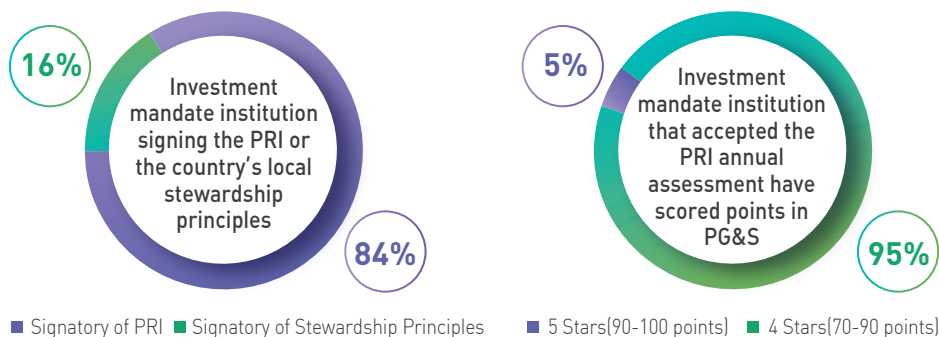 16%
Investment
mandate institution
signing the PRI or
the country's local
stewardship
principles
84%
Signatory of PRI
Signatory of Stewardship Principles
5%
Investment
mandate institution
that accepted the
PRI annual
assessment have
scored points in
PG&S
95%
5 Stars(90-100 points)
4 Stars(70-90 points)